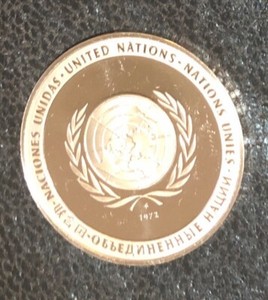 NACIONES UNIDAS · UNITED NATIONS · NATIONS UNIES · ОБЪЕДИНЕННЫЕ НАЦИИ ·
1972